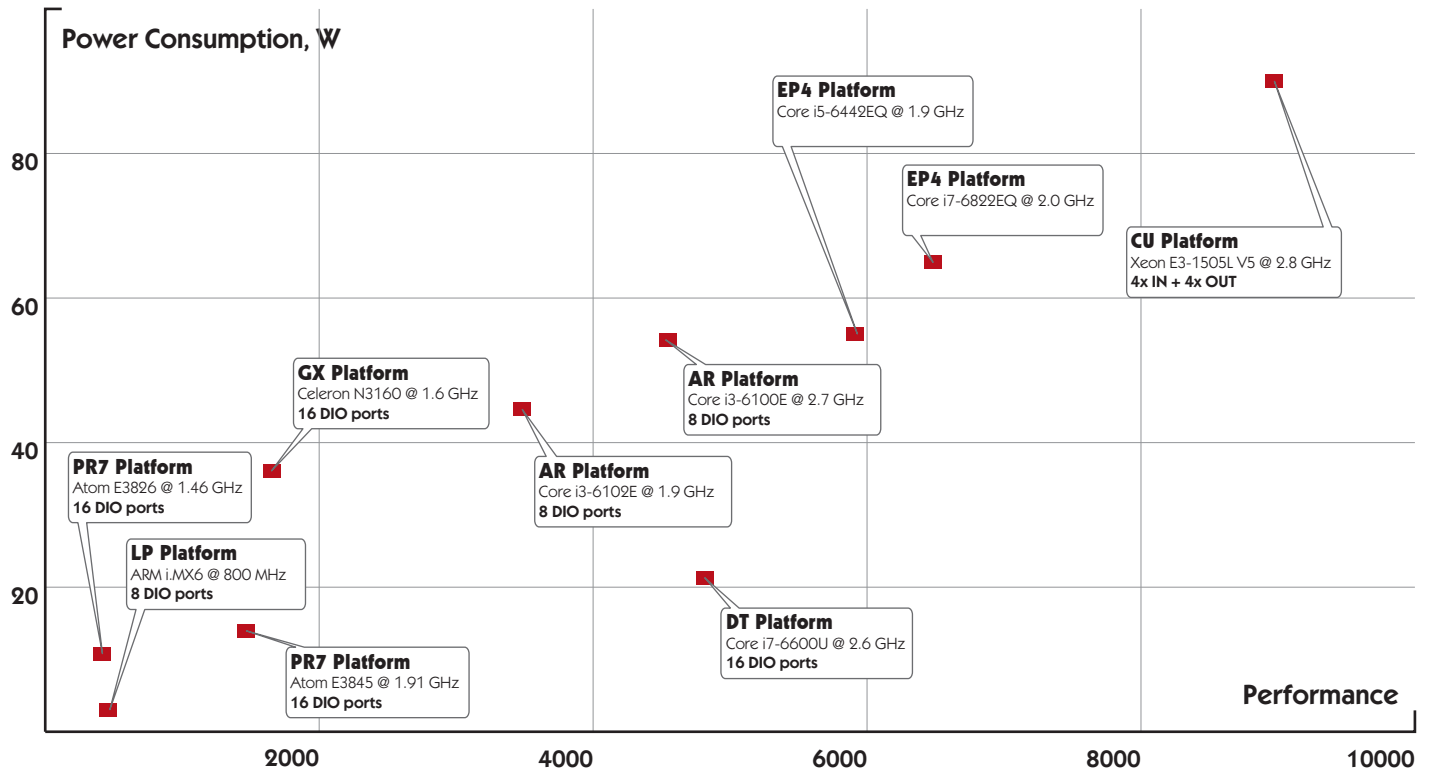 Power Consumption, W
80
60
40
20
EP4 Platform
Core i5-6442EQ @ 1.9 GHz
EP4 Platform
Core i7-6822EQ @ 2.0 GHz
CU Platform
Xeon E3-1505L V5 @ 2.8 GHz
4x IN + 4x OUT
GX Platform
Celeron N3160 @ 1.6 GHz
16 DIO ports
AR Platform
Core i3-6100E @ 2.7 GHz
8 DIO ports
PR7 Platform
Atom E3826 @ 1.46 GHz
16 DIO ports
AR Platform
Core i3-6102E @ 1.9 GHz
8 DIO ports
LP Platform
ARM i.MX6 @ 800 MHz
8 DIO ports
DT Platform
Core i7-6600U @ 2.6 GHz
16 DIO ports
PR7 Platform
Atom E3845 @ 1.91 GHz
16 DIO ports
Performance
2000
4000
6000
8000
10000